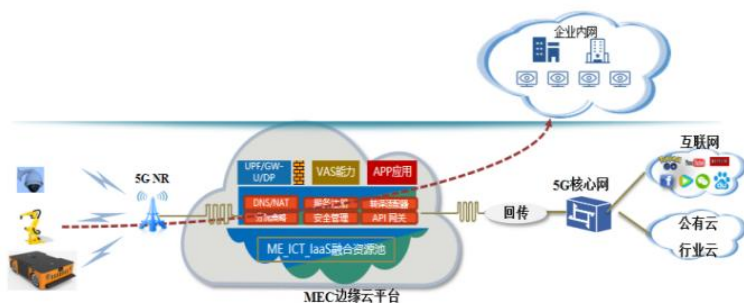 企业内网
互联网
5G NR
UPF/GW-
U/DP
VAS能力
APP应用
5G核心网
DNS/NAT
安全管理
API 网关
回传
公有云
行业云
ME_ICT_IaaS融合资源池
MEC边缘云平台